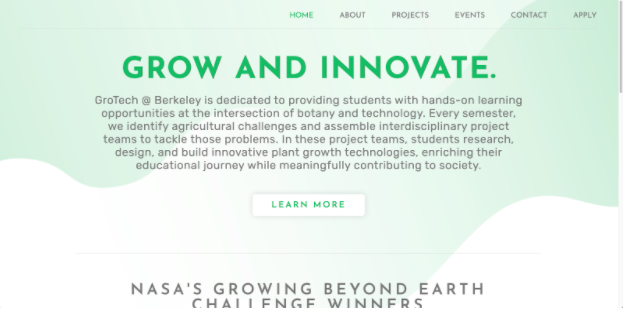 HOME ABOUT PROJECTS EVENTS CONTACT APPLY
GROW AND INNOVATE.
GroTech @ Berkeley is dedicated to providing students with hands-on learning
opportunities at the intersection of botany and technology. Every semester,
we identify agricultural challenges and assemble interdisciplinary project
teams to tackle those problems. In these project teams, students research,
design, and build innovative plant growth technologies, enriching their
educational journey while meaningfully contributing to society.
LEARN MORE
NASA'S GROWING BEYOND EARTH
CHALLENGE WINNERS